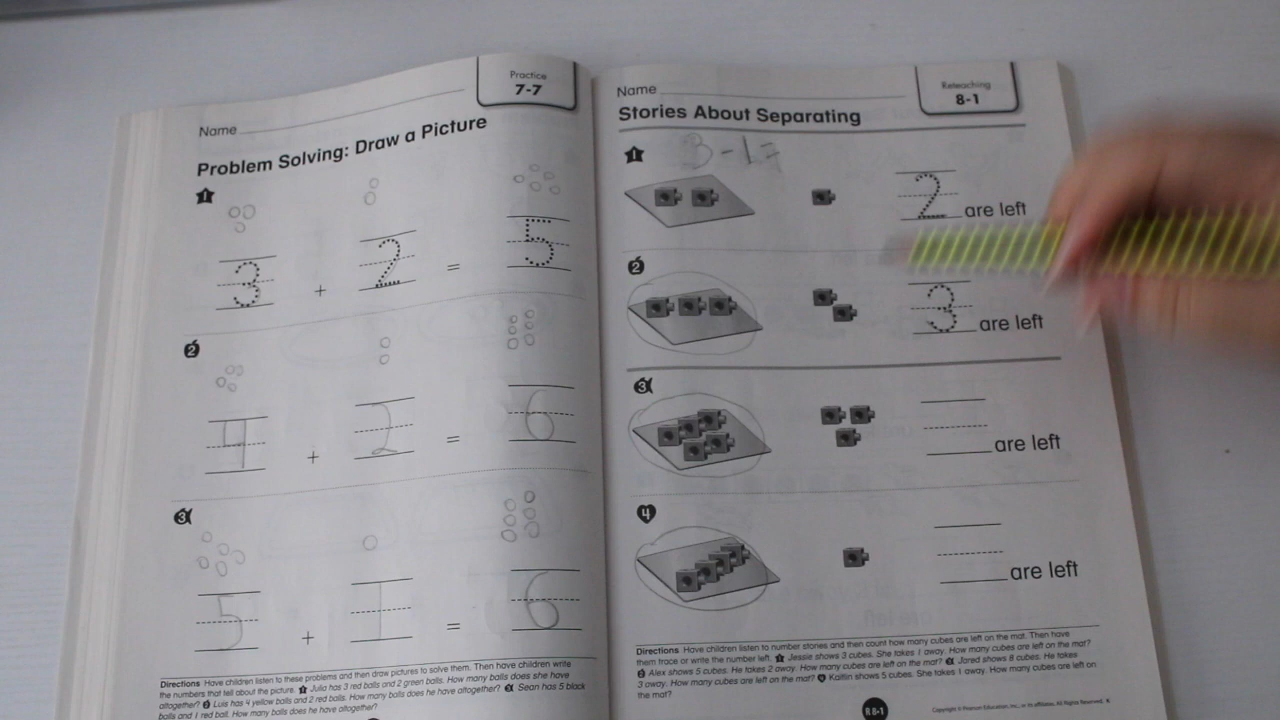 Practice
7-7
Name
Problem Solving: Draw a Picture
1
3 + 2 = 5
2
4 + 2 = 6
3
5 + 1 = 6
Directions Have children listen to these problems and then draw pictures to solve them. Then have children write
the numbers that tell about the picture. 1 Julia has 3 red balls and 2 green balls. How many balls does she have
altogether? 2 Luis has 4 yellow balls and 2 red balls. How many balls does he have altogether? 3 Sean has 5 black
balls and 1 red ball. How many balls does he have altogether?
Reteaching
8-1
Name
Stories About Separating
1 3-1=
2 are left
2
3 are left
3
are left
4
are left
Directions Have children listen to number stories and then count how many cubes are left on the mat. Then have
them trace or write the number left. 1 Jessie shows 3 cubes. She takes 1 away. How many cubes are left on the mat?
2 Alex shows 5 cubes. He takes 2 away. How many cubes are left on the mat? 3 Jared shows 8 cubes. He takes
3 away. How many cubes are left on the mat? 4 Kaitlin shows 5 cubes. She takes 1 away. How many cubes are left on
the mat?
R 8-1
Copyright © Pearson Education, Inc., or its affiliates. All Rights Reserved. K